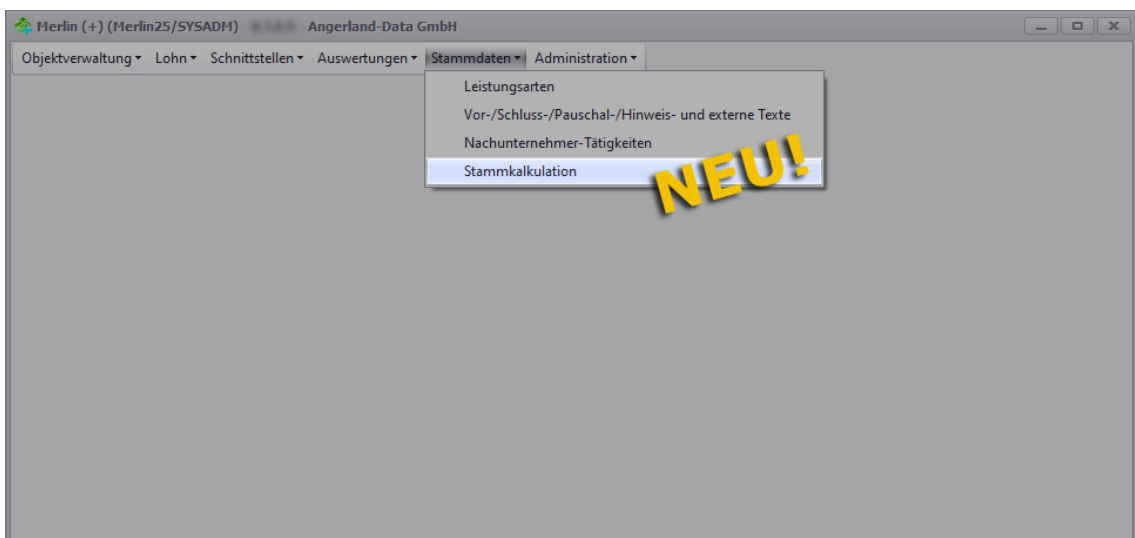 Merlin (+) (Merlin25/SYSADM) Angerland-Data GmbH
Objektverwaltung Lohn Schnittstellen Auswertungen Stammdaten Administration
Leistungsarten
Vor-/Schluss-/Pauschal-/Hinweis- und externe Texte
Nachunternehmer-Tätigkeiten
Stammkalkulation
NEU!